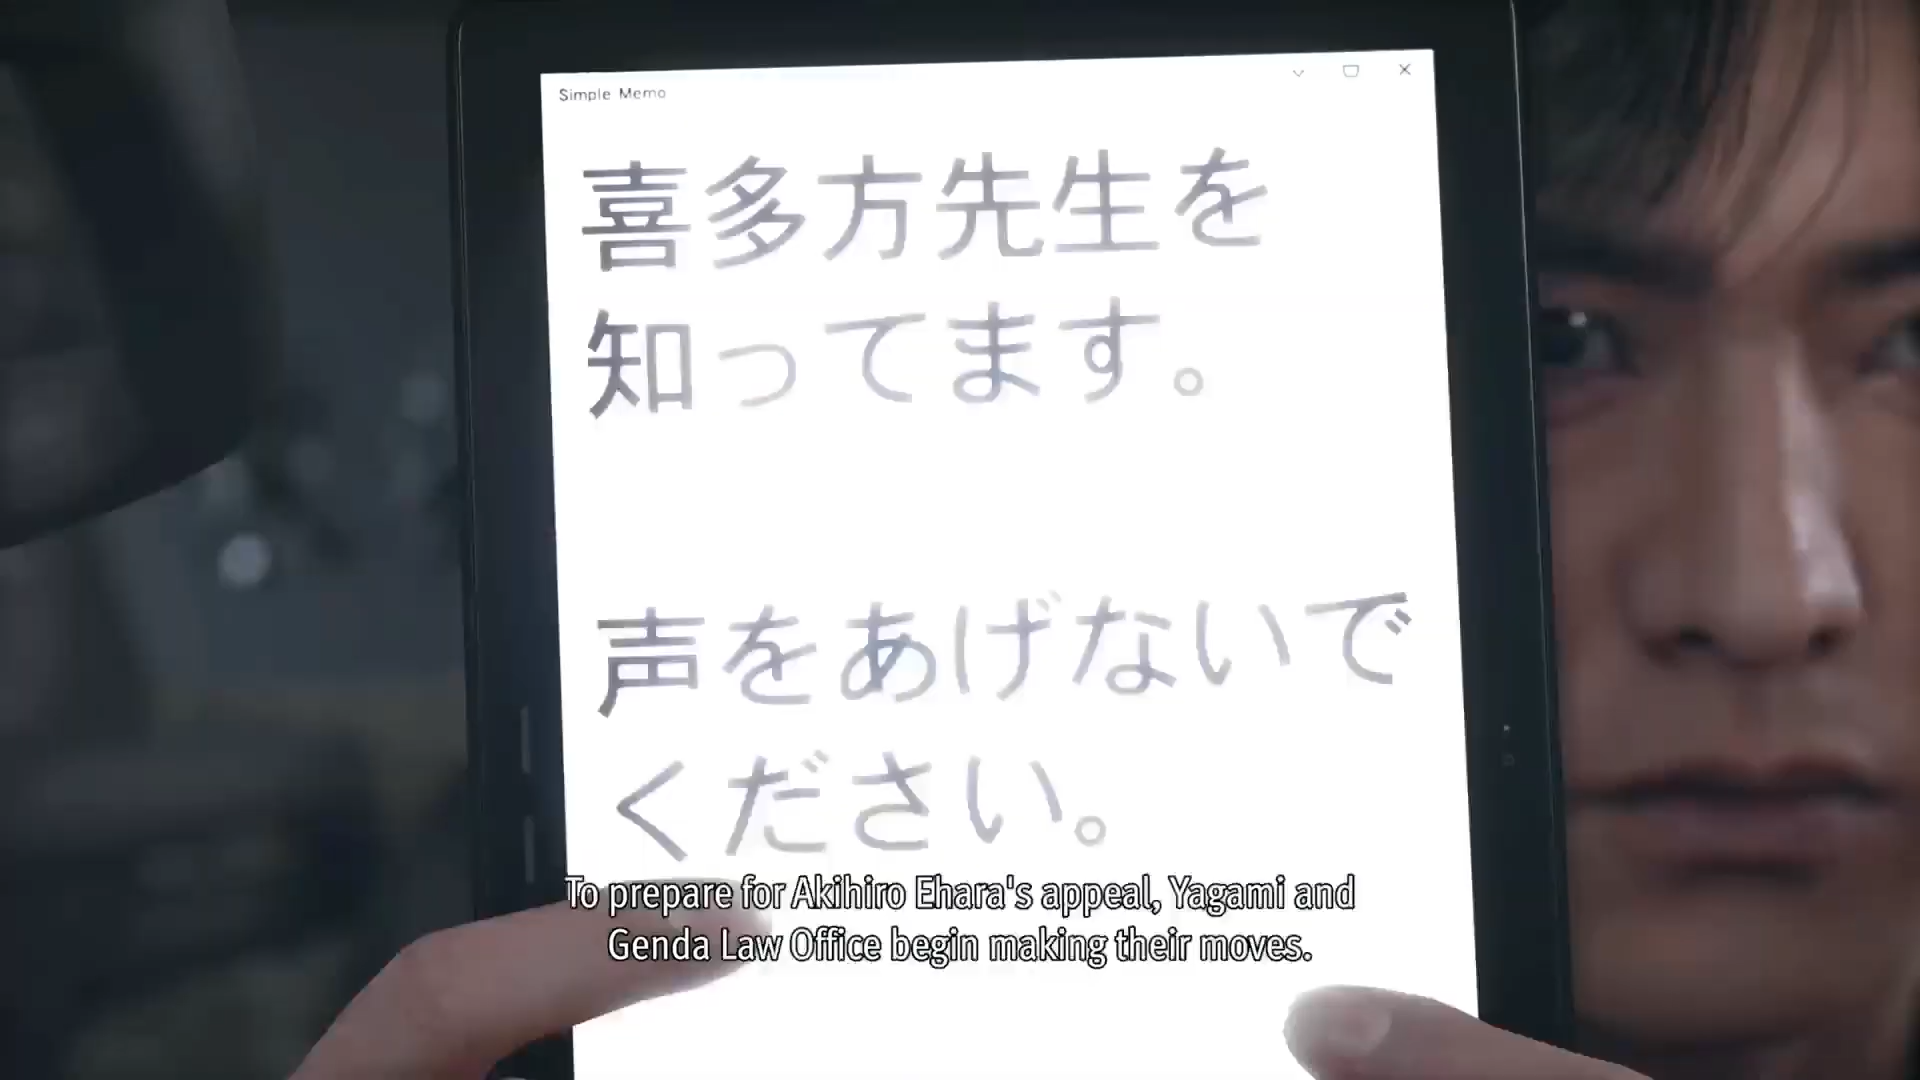 Simple Memo
喜多方先生を
知ってます。
声をあげないで
ください。
To prepare for Akihiro Ehara's appeal, Yagami and
Genda Law Office begin making their moves.